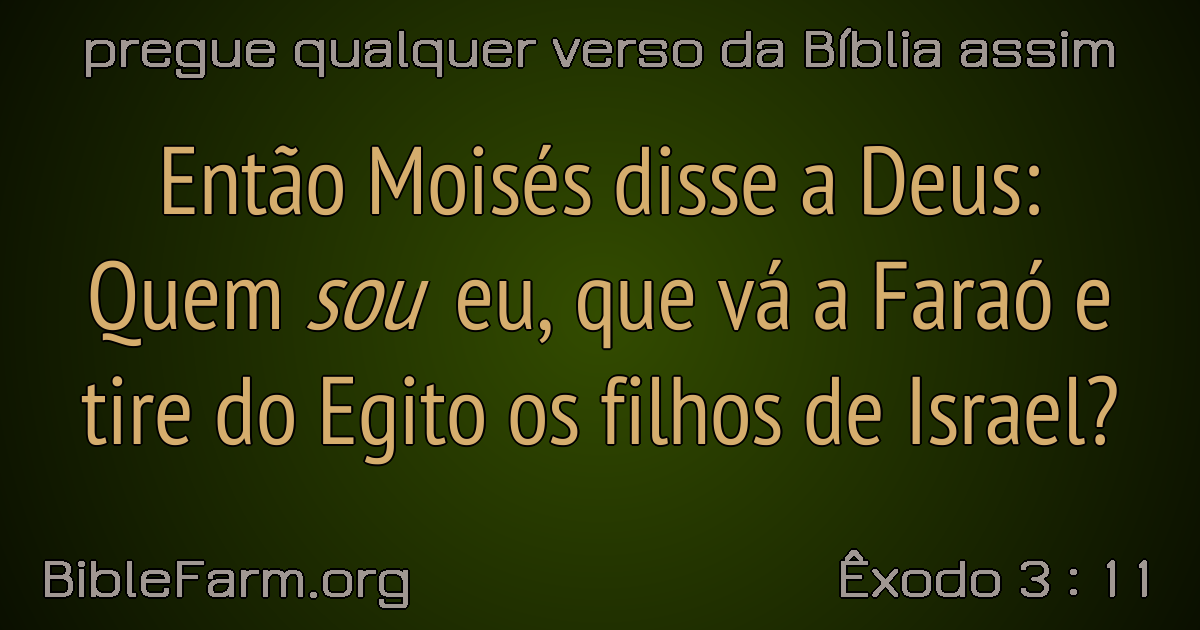 pregue qualquer verso da Bíblia assim
Então Moisés disse a Deus:
Quem sou eu, que vá a Faraó e
tire do Egito os filhos de Israel?
BibleFarm.org
Êxodo 3 : 11